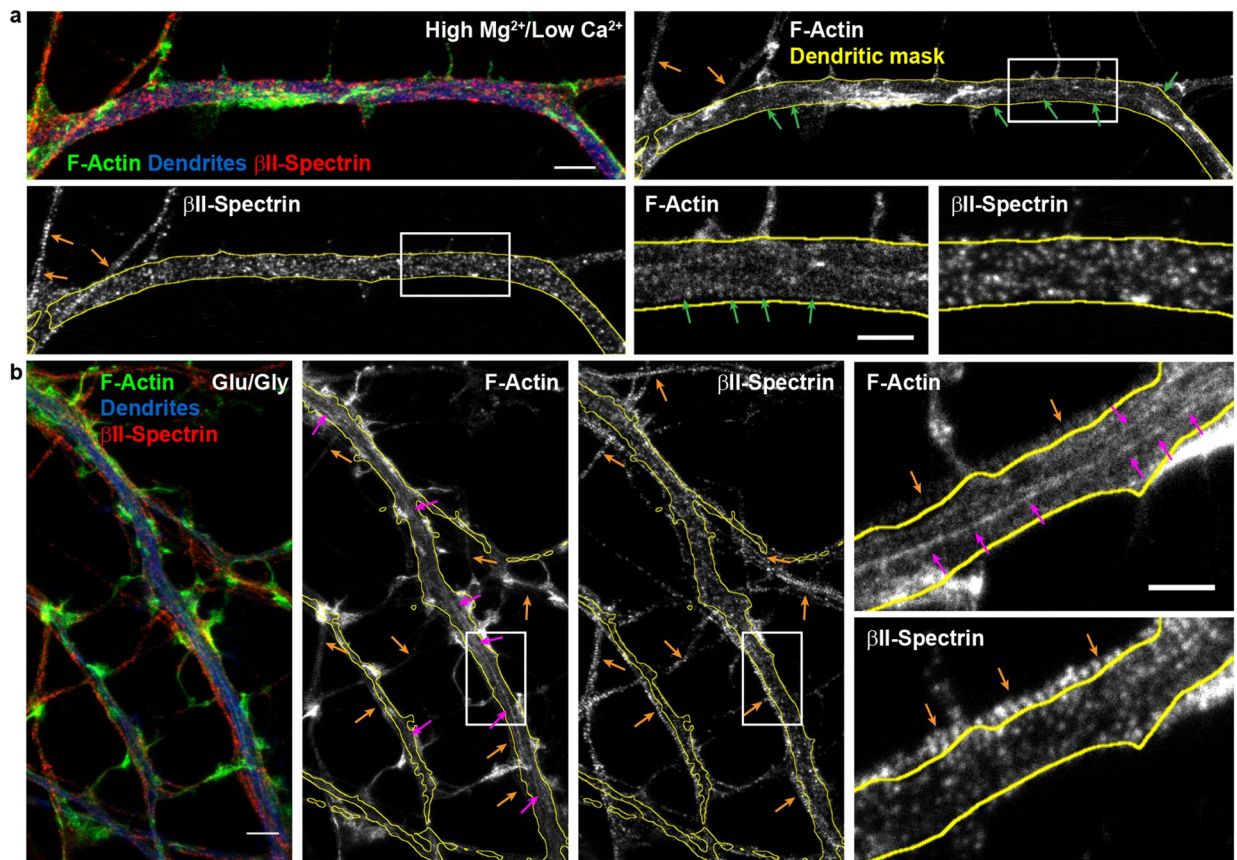 a
High Mg²⁺/Low Ca²⁺
F-Actin Dendrites βII-Spectrin
F-Actin
Dendritic mask
βII-Spectrin
F-Actin
βII-Spectrin
b
F-Actin
Glu/Gly
Dendrites
βII-Spectrin
F-Actin
βII-Spectrin
F-Actin
βII-Spectrin